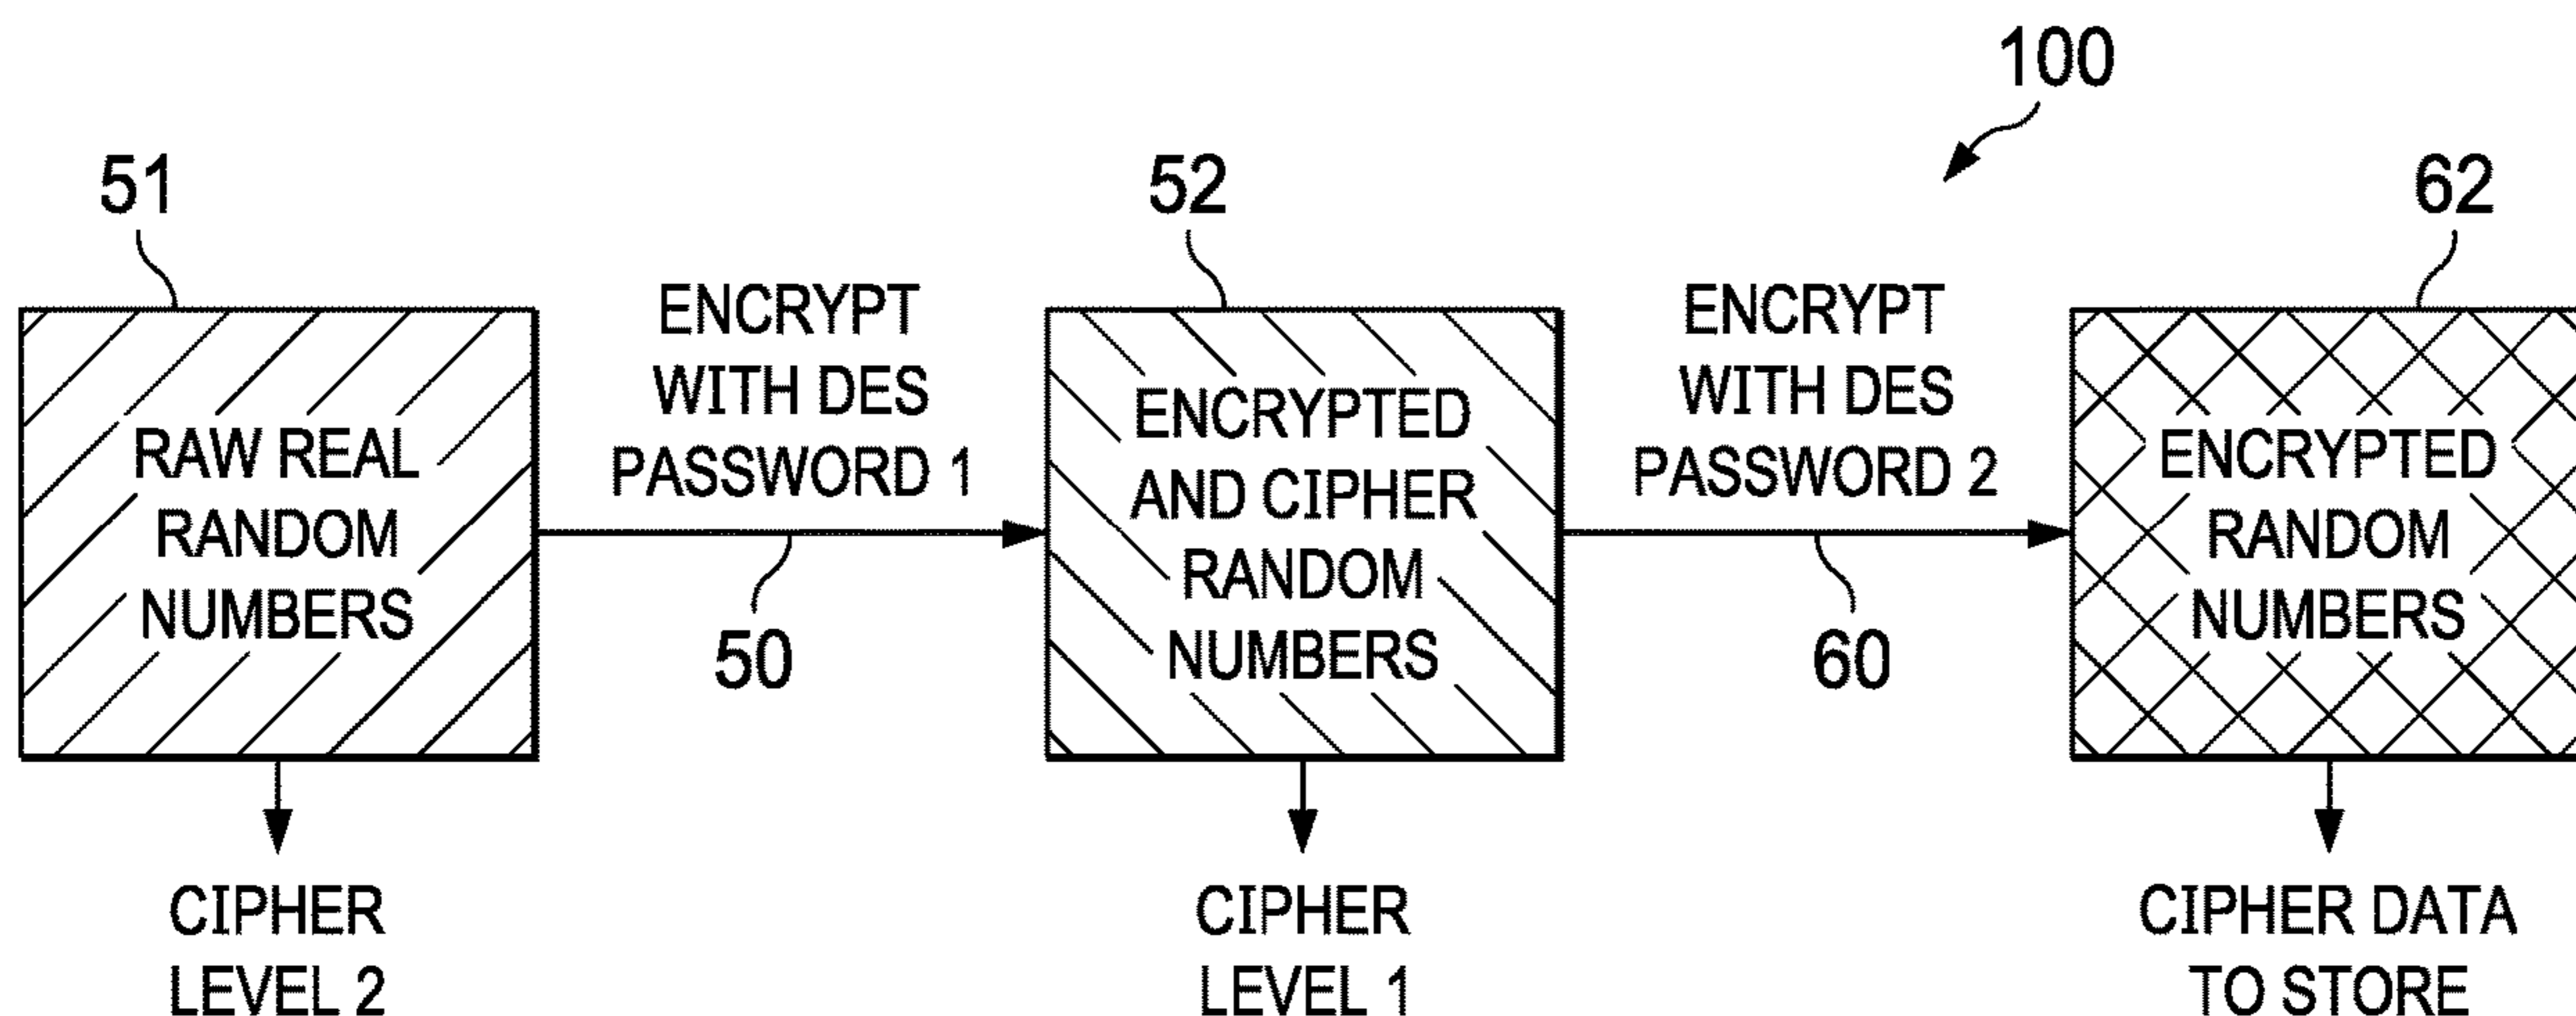 100
51
52
62
ENCRYPT
WITH DES
PASSWORD 1
ENCRYPT
WITH DES
PASSWORD 2
RAW REAL
RANDOM
NUMBERS
ENCRYPTED
AND CIPHER
RANDOM
NUMBERS
ENCRYPTED
RANDOM
NUMBERS
50
60
CIPHER
LEVEL 2
CIPHER
LEVEL 1
CIPHER DATA
TO STORE